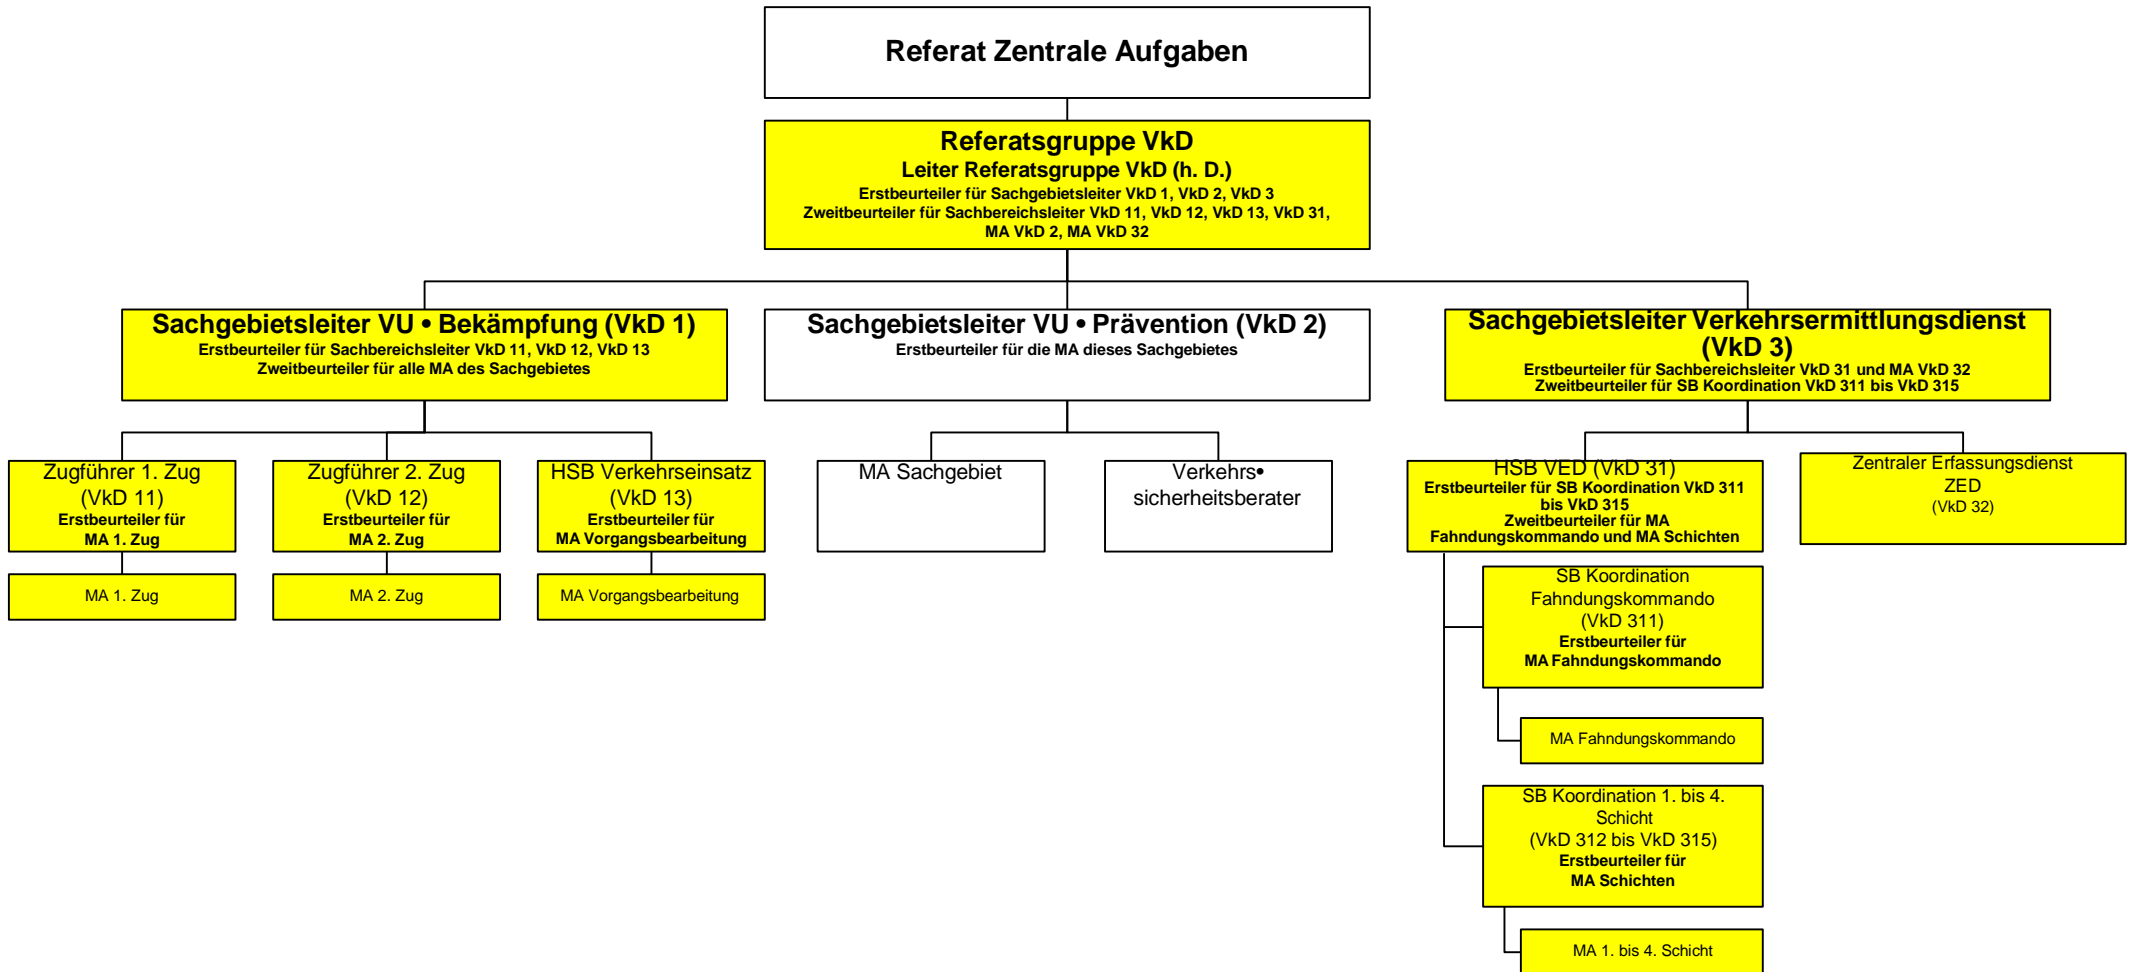 Referat Zentrale Aufgaben
Referatsgruppe VkD
Leiter Referatsgruppe VkD (h. D.)
Erstbeurteiler für Sachgebietsleiter VkD 1, VkD 2, VkD 3
Zweitbeurteiler für Sachbereichsleiter VkD 11, VkD 12, VkD 13, VkD 31,
MA VkD 2, MA VkD 32
Sachgebietsleiter VU • Bekämpfung (VkD 1)
Erstbeurteiler für Sachbereichsleiter VkD 11, VkD 12, VkD 13
Zweitbeurteiler für alle MA des Sachgebietes
Sachgebietsleiter VU • Prävention (VkD 2)
Erstbeurteiler für die MA dieses Sachgebietes
Sachgebietsleiter Verkehrsermittlungsdienst
(VkD 3)
Erstbeurteiler für Sachbereichsleiter VkD 31 und MA VkD 32
Zweitbeurteiler für SB Koordination VkD 311 bis VkD 315
Zugführer 1. Zug
(VkD 11)
Erstbeurteiler für
MA 1. Zug
MA 1. Zug
Zugführer 2. Zug
(VkD 12)
Erstbeurteiler für
MA 2. Zug
MA 2. Zug
HSB Verkehrseinsatz
(VkD 13)
Erstbeurteiler für
MA Vorgangsbearbeitung
MA Vorgangsbearbeitung
MA Sachgebiet
Verkehrs•
sicherheitsberater
HSB VED (VkD 31)
Erstbeurteiler für SB Koordination VkD 311
bis VkD 315
Zweitbeurteiler für MA
Fahndungskommando und MA Schichten
Zentraler Erfassungsdienst
ZED
(VkD 32)
SB Koordination
Fahndungskommando
(VkD 311)
Erstbeurteiler für
MA Fahndungskommando
MA Fahndungskommando
SB Koordination 1. bis 4.
Schicht
(VkD 312 bis VkD 315)
Erstbeurteiler für
MA Schichten
MA 1. bis 4. Schicht